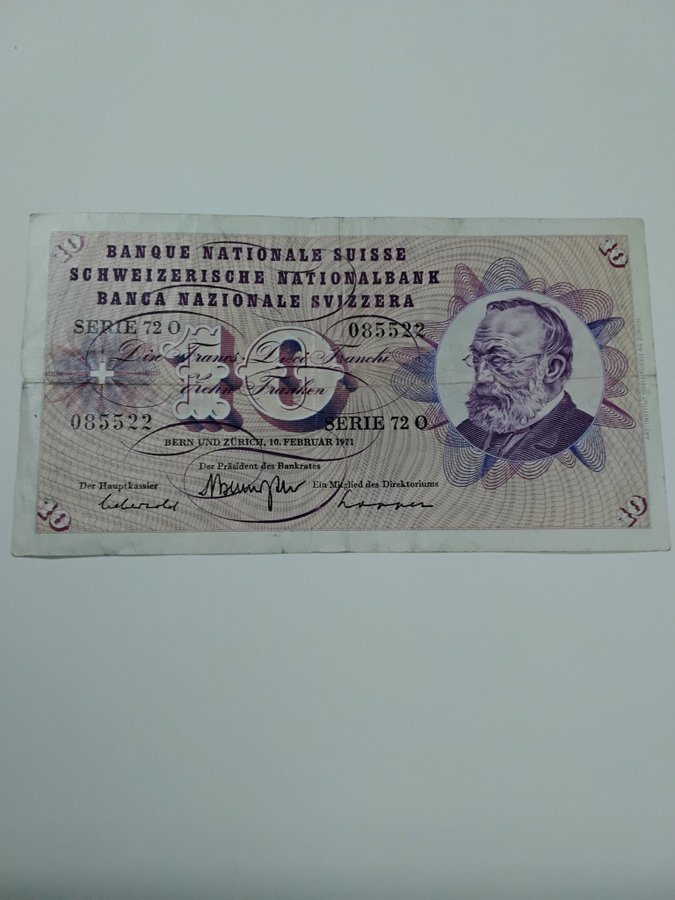 10 10
BANQUE NATIONALE SUISSE
SCHWEIZERISCHE NATIONALBANK
BANCA NAZIONALE SVIZZERA
SERIE 72 O 085522
10
Dix Francs Dieci Franchi
Zehn Franken
085522 SERIE 72 O
BERN UND ZÜRICH, 10. FEBRUAR 1971
Der Präsident des Bankrates
Der Hauptkassier Ein Mitglied des Direktoriums
10 10